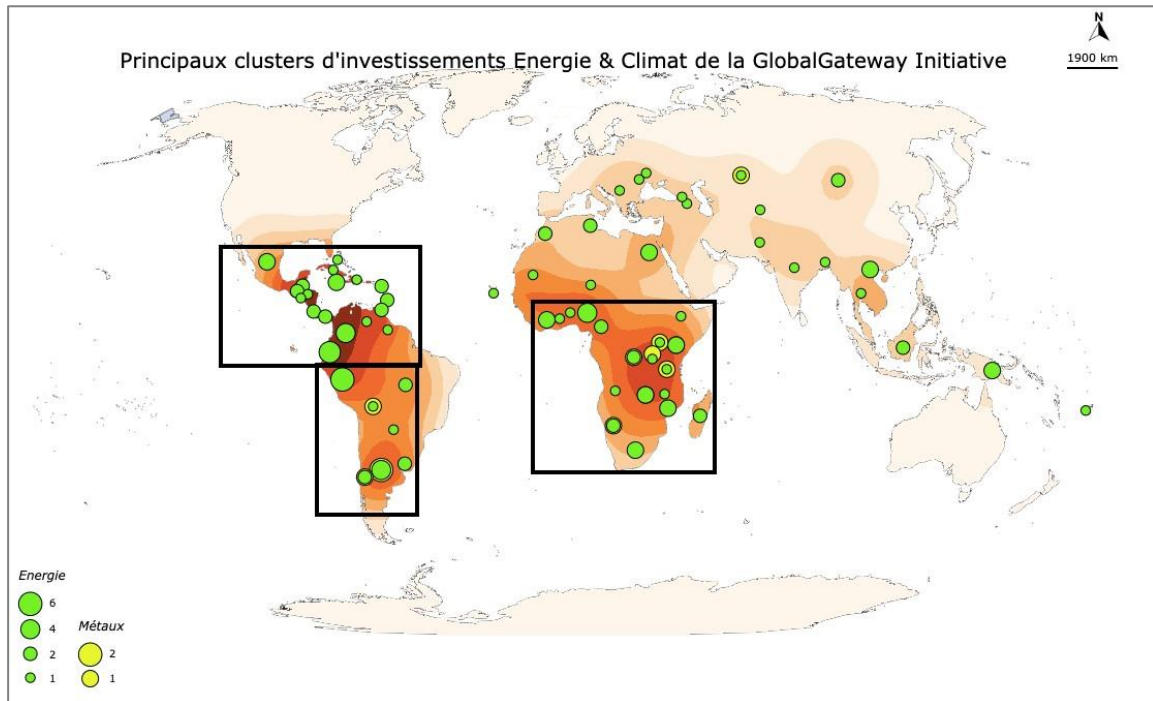 N
Principaux clusters d'investissements Energie & Climat de la GlobalGateway Initiative
1900 km
Energie
6
4
2
1
Métaux
2
1